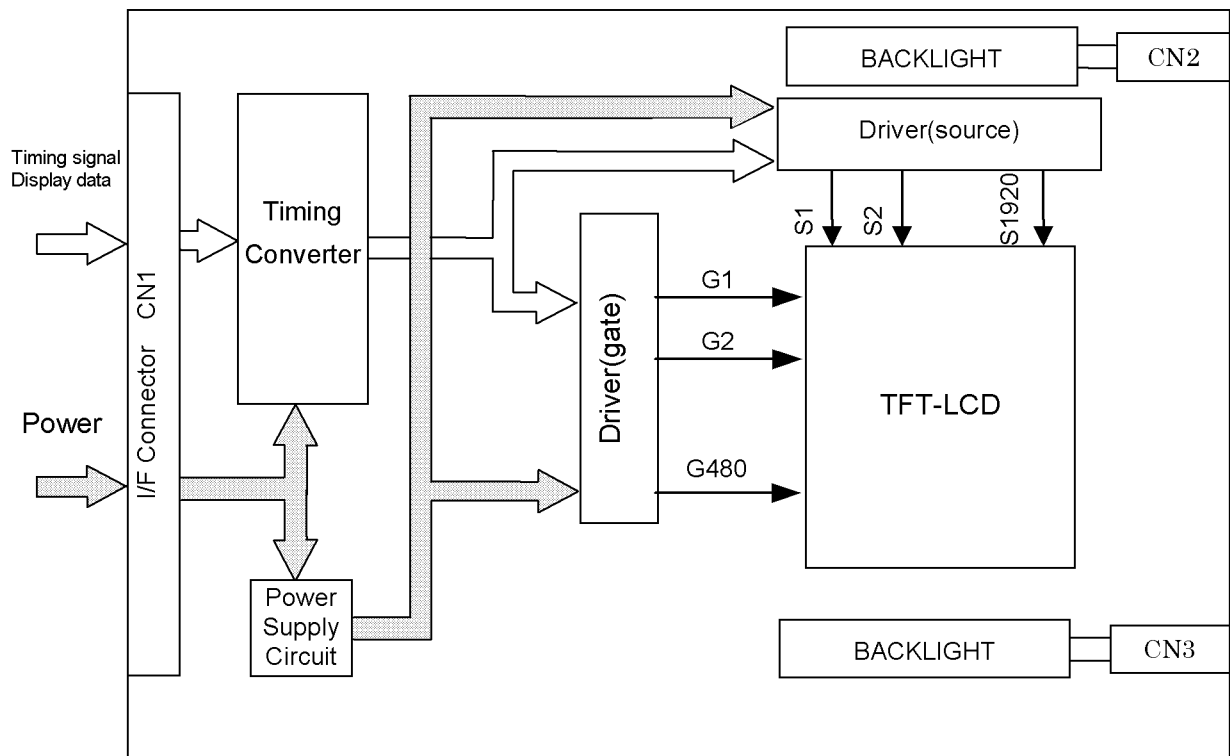 BACKLIGHT
CN2
Timing signal
Display data
Timing
Converter
Driver(source)
S1
S2
S1920
I/F Connector CN1
Driver(gate)
G1
G2
G480
TFT-LCD
Power
Power
Supply
Circuit
BACKLIGHT
CN3